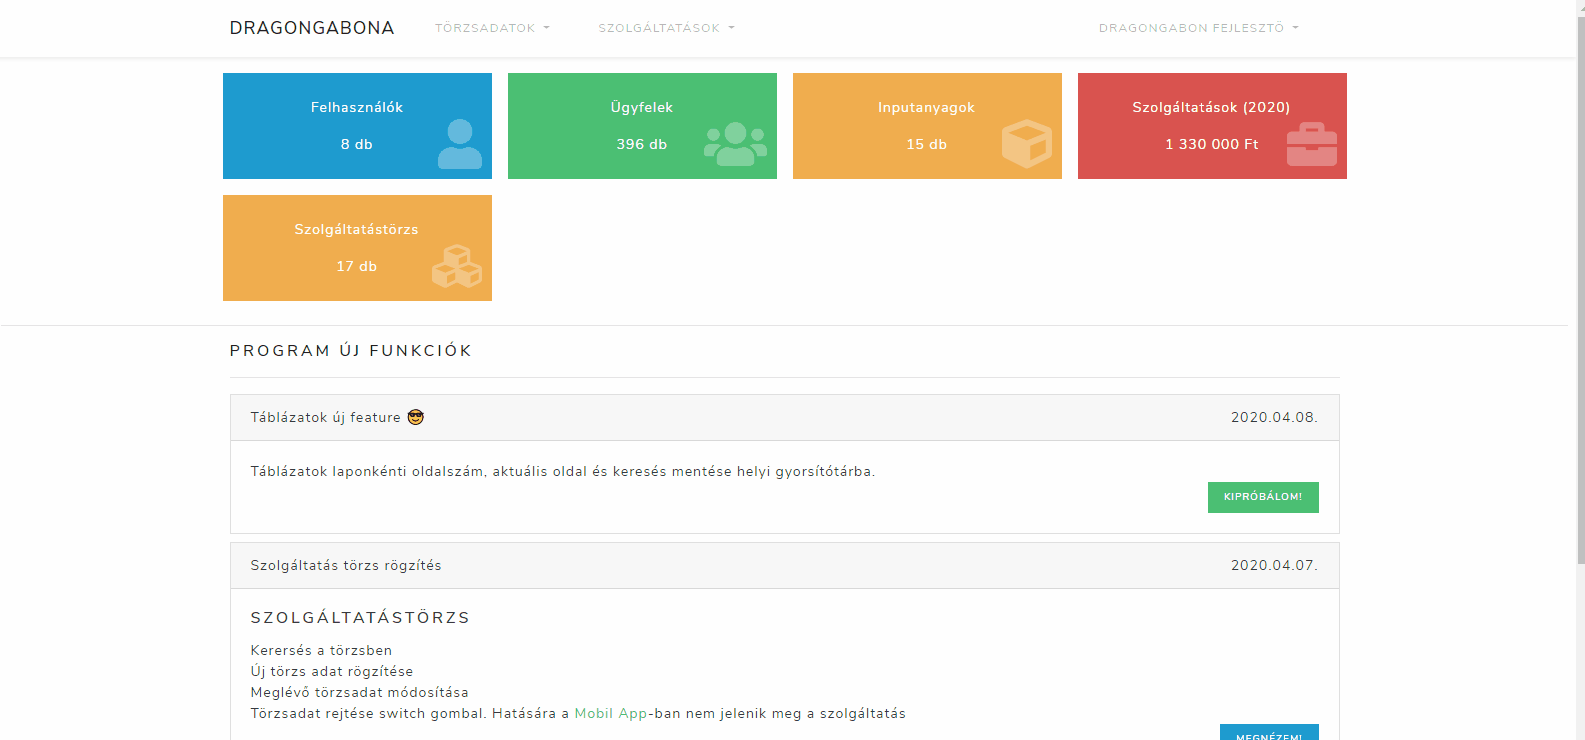 DRAGONGABONA TÖRZSADATOK SZOLGÁLTATÁSOK DRAGONGABON FEJLESZTŐ
Felhasználók
8 db
Ügyfelek
396 db
Inputanyagok
15 db
Szolgáltatások (2020)
1 330 000 Ft
Szolgáltatástörzs
17 db
PROGRAM ÚJ FUNKCIÓK
Táblázatok új feature 😎 2020.04.08.
Táblázatok laponkénti oldalszám, aktuális oldal és keresés mentése helyi gyorsítótárba.
KIPRÓBÁLOM!
Szolgáltatás törzs rögzítés 2020.04.07.
SZOLGÁLTATÁSTÖRZS
Kerersés a törzsben
Új törzs adat rögzítése
Meglévő törzsadat módosítása
Törzsadat rejtése switch gombal. Hatására a Mobil App-ban nem jelenik meg a szolgáltatás
MEGNÉZEM!